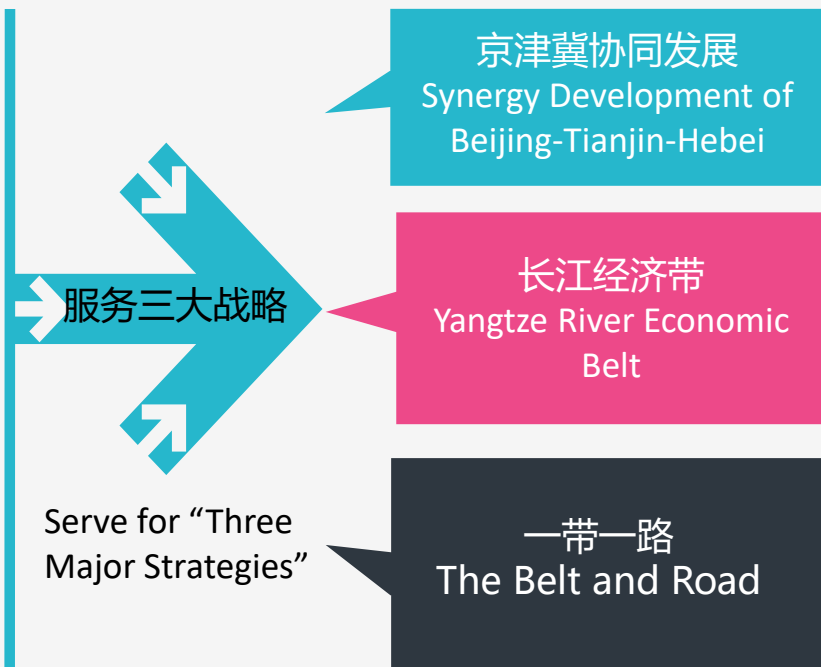 服务三大战略
Serve for “Three
Major Strategies”
京津冀协同发展
Synergy Development of
Beijing-Tianjin-Hebei
长江经济带
Yangtze River Economic
Belt
一带一路
The Belt and Road